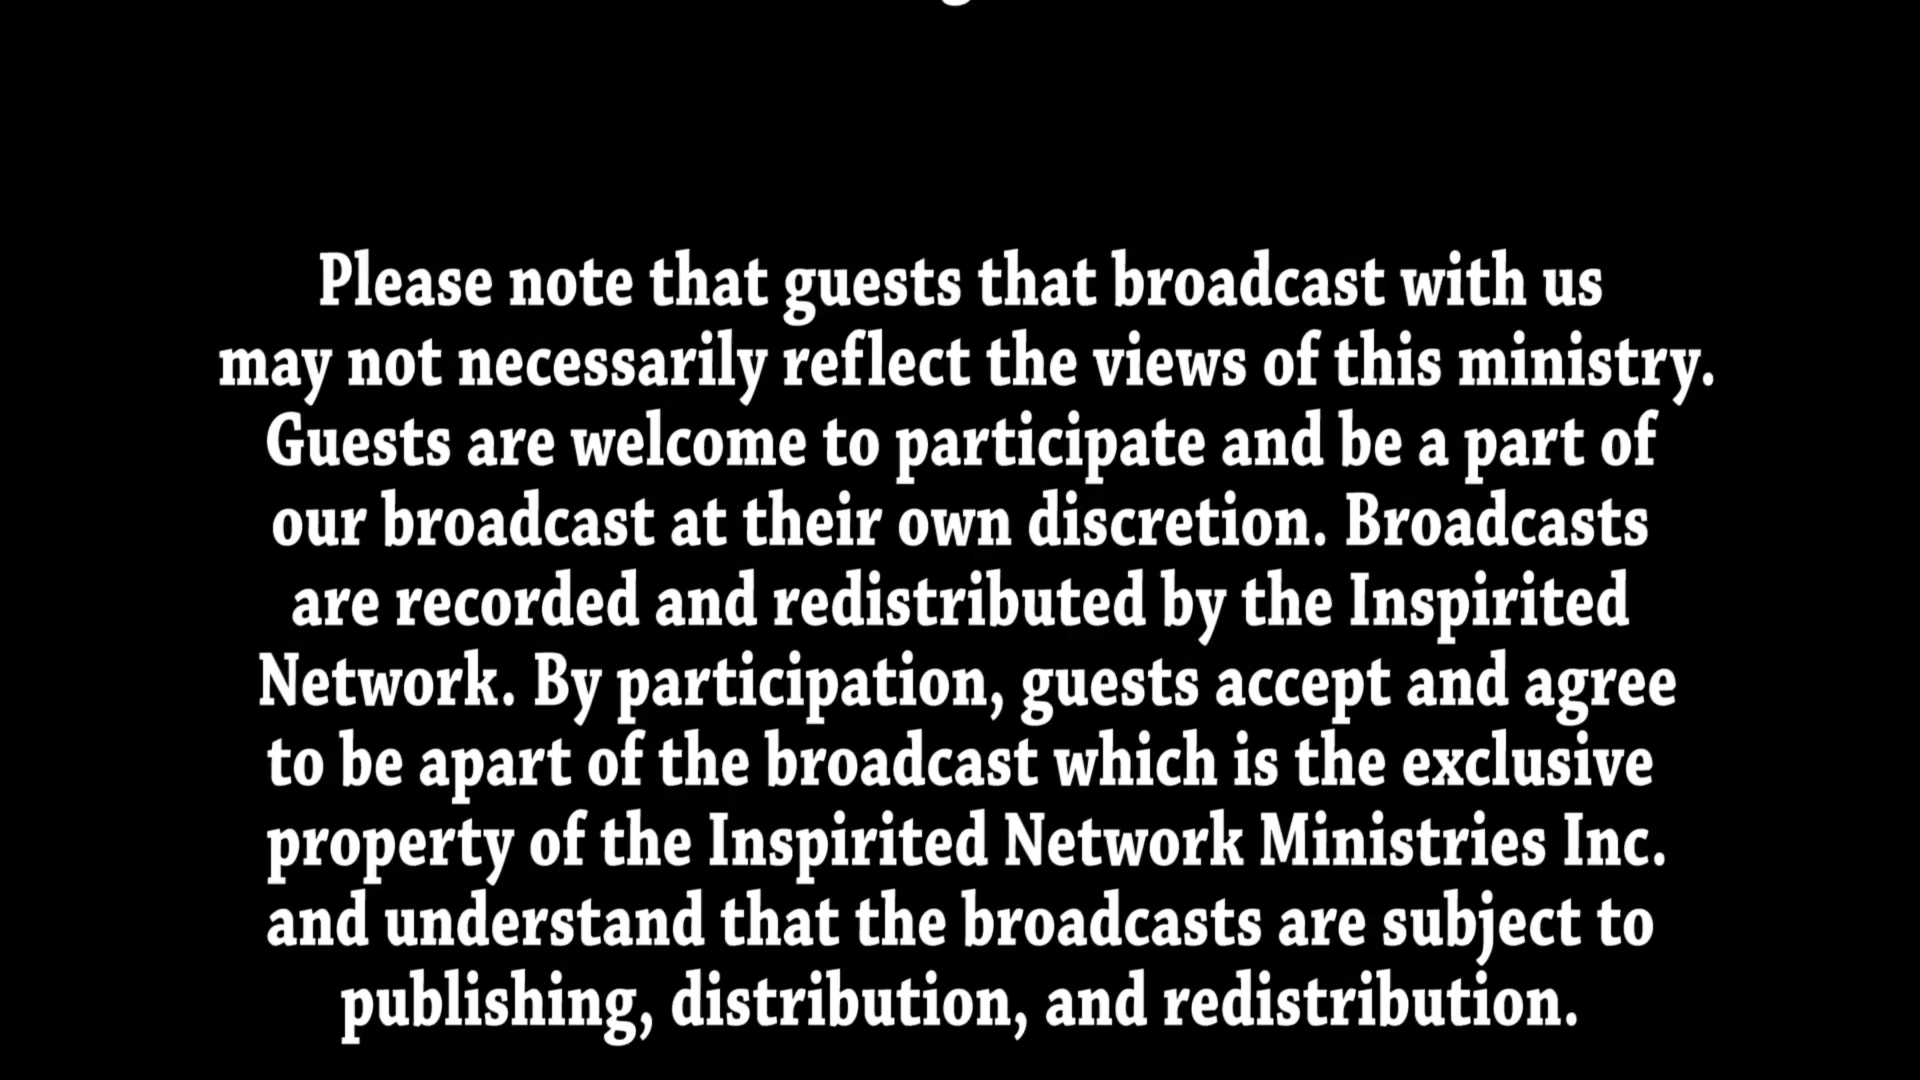 Please note that guests that broadcast with us
may not necessarily reflect the views of this ministry.
Guests are welcome to participate and be a part of
our broadcast at their own discretion. Broadcasts
are recorded and redistributed by the Inspirited
Network. By participation, guests accept and agree
to be apart of the broadcast which is the exclusive
property of the Inspirited Network Ministries Inc.
and understand that the broadcasts are subject to
publishing, distribution, and redistribution.